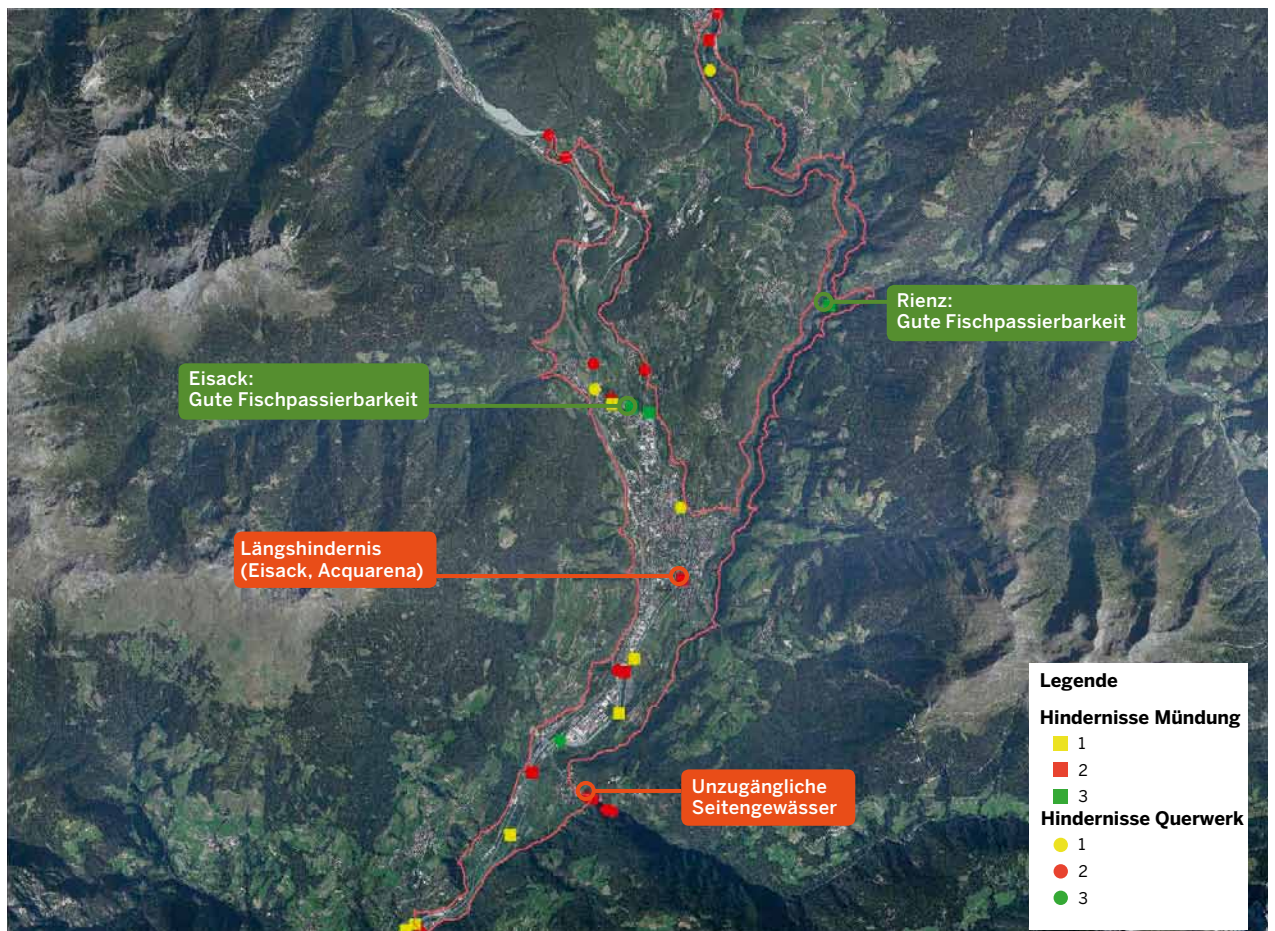 Rienz:
Gute Fischpassierbarkeit
Eisack:
Gute Fischpassierbarkeit
Längshindernis
(Eisack, Acquarena)
Unzugängliche
Seitengewässer
Legende
Hindernisse Mündung
1
2
3
Hindernisse Querwerk
1
2
3